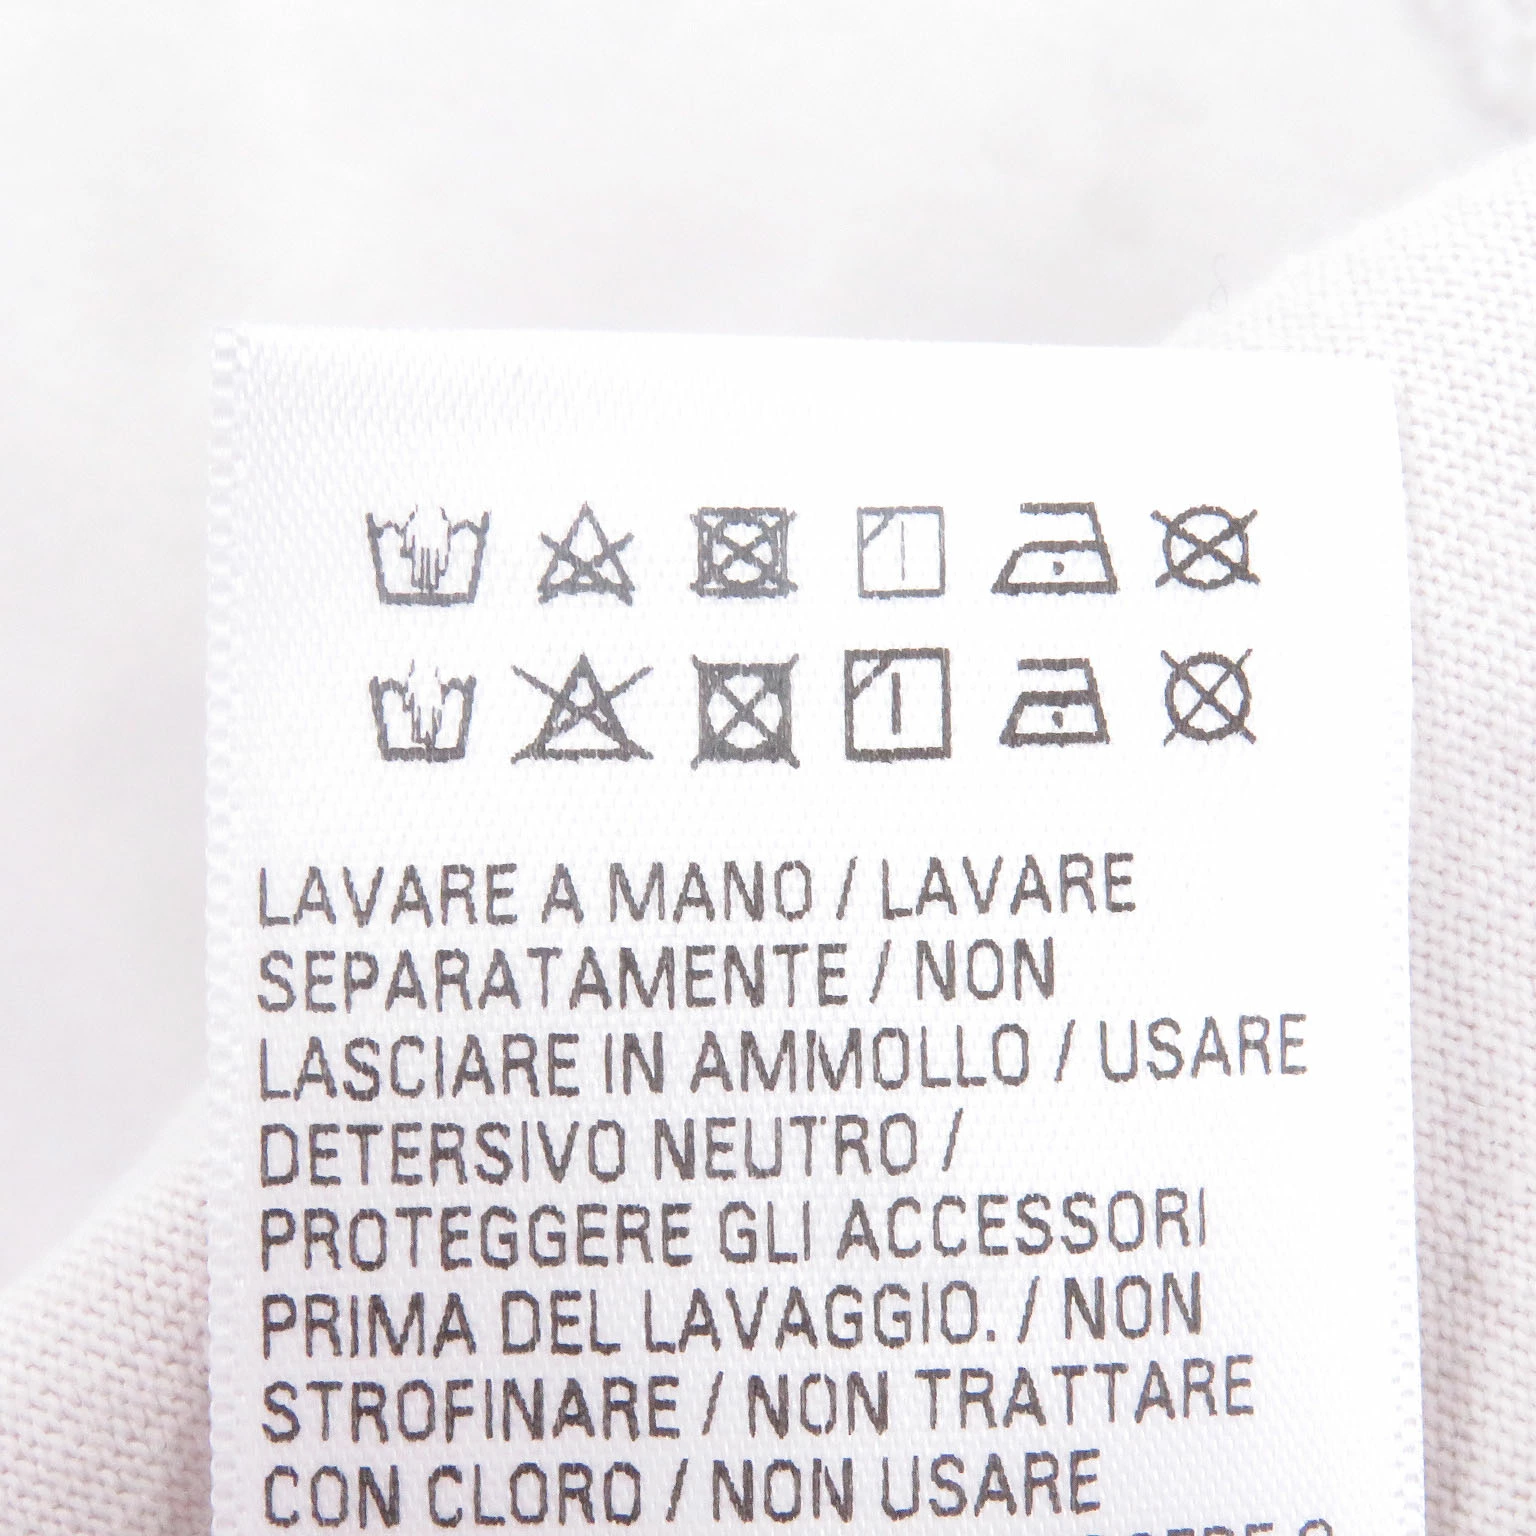 LAVARE A MANO / LAVARE
SEPARATAMENTE / NON
LASCIARE IN AMMOLLO / USARE
DETERSIVO NEUTRO /
PROTEGGERE GLI ACCESSORI
PRIMA DEL LAVAGGIO. / NON
STROFINARE / NON TRATTARE
CON CLORO / NON USARE